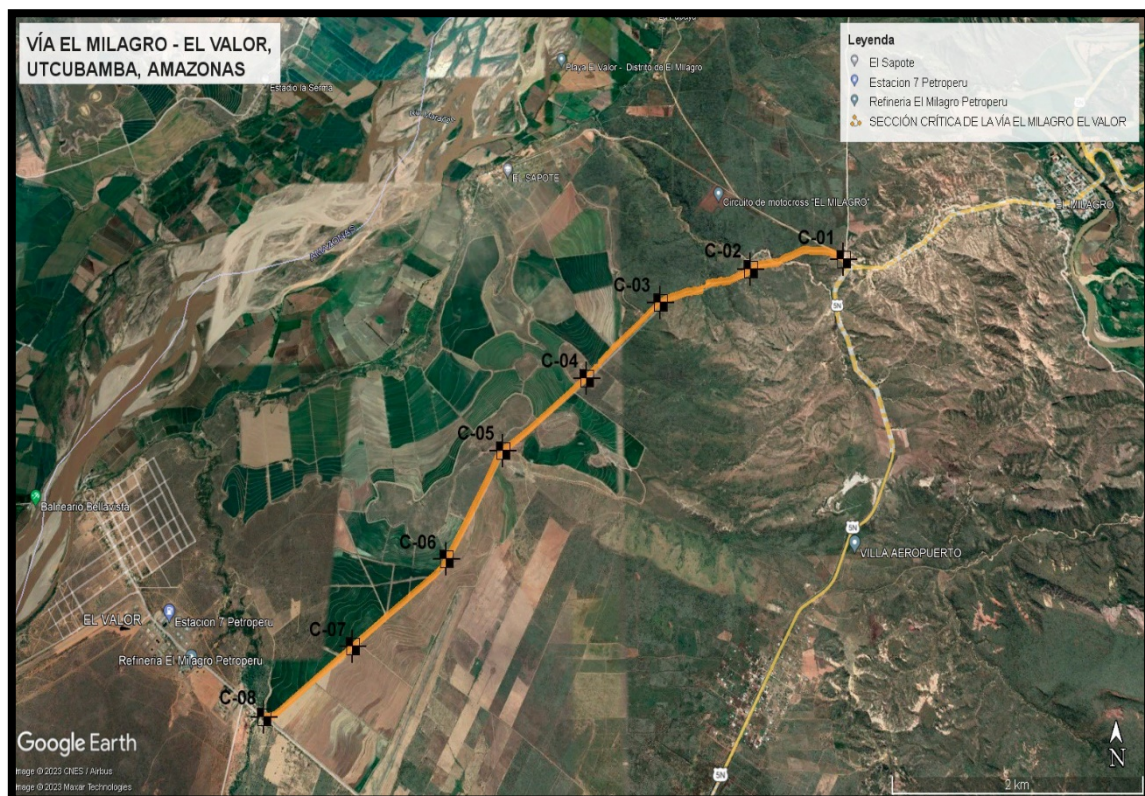 VÍA EL MILAGRO - EL VALOR,
UTCUBAMBA, AMAZONAS
Leyenda
El Sapote
Estacion 7 Petroperu
Refineria El Milagro Petroperu
SECCIÓN CRÍTICA DE LA VÍA EL MILAGRO EL VALOR
Playa El Valor - Distrito de El Milagro
Estadio la Serma
EL SAPOTE
Circuito de motocross "EL MILAGRO"
EL MILAGRO
AMAZONAS
C-01
C-02
C-03
5N
C-04
C-05
Balneario Bellavista
5N
VILLA AEROPUERTO
C-06
EL VALOR
Estacion 7 Petroperu
C-07
Refineria El Milagro Petroperu
C-08
Google Earth
Image © 2023 CNES / Airbus
Image © 2023 Maxar Technologies
5N
N
2 km